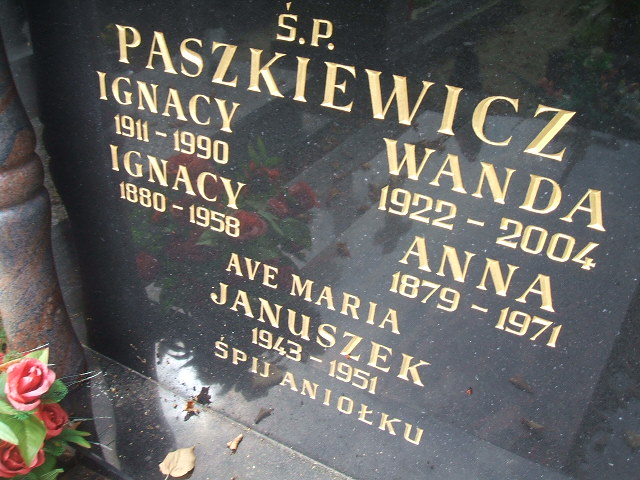 Ś.P.
PASZKIEWICZ
IGNACY
1911 - 1990
WANDA
1922 - 2004
IGNACY
1880 - 1958
ANNA
1879 - 1971
AVE MARIA
JANUSZEK
1943 - 1951
ŚPIJ ANIOŁKU